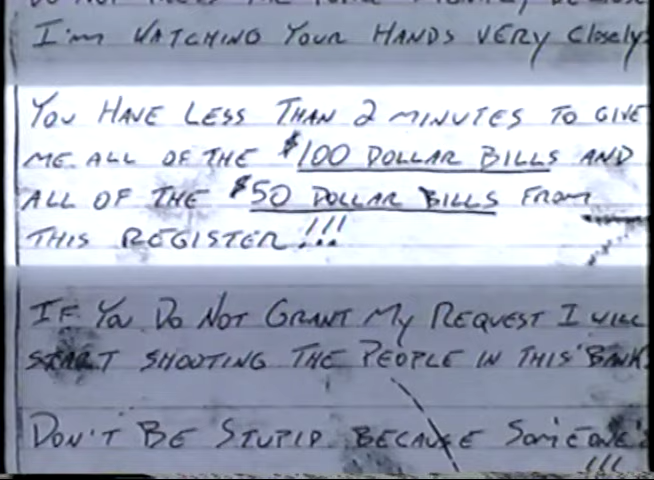 I'm WATCHING YOUR HANDS VERY Closely
YOU HAVE LESS THAN 2 MINUTES TO GIVE
ME ALL OF THE $100 DOLLAR BILLS AND
ALL OF THE $50 DOLLAR BILLS FROM
THIS REGISTER!!!
IF YOU DO NOT GRANT MY REQUEST I WILL
START SHOOTING THE PEOPLE IN THIS BANK
DON'T BE STUPID BECAUSE SOMEONE'S
!!!